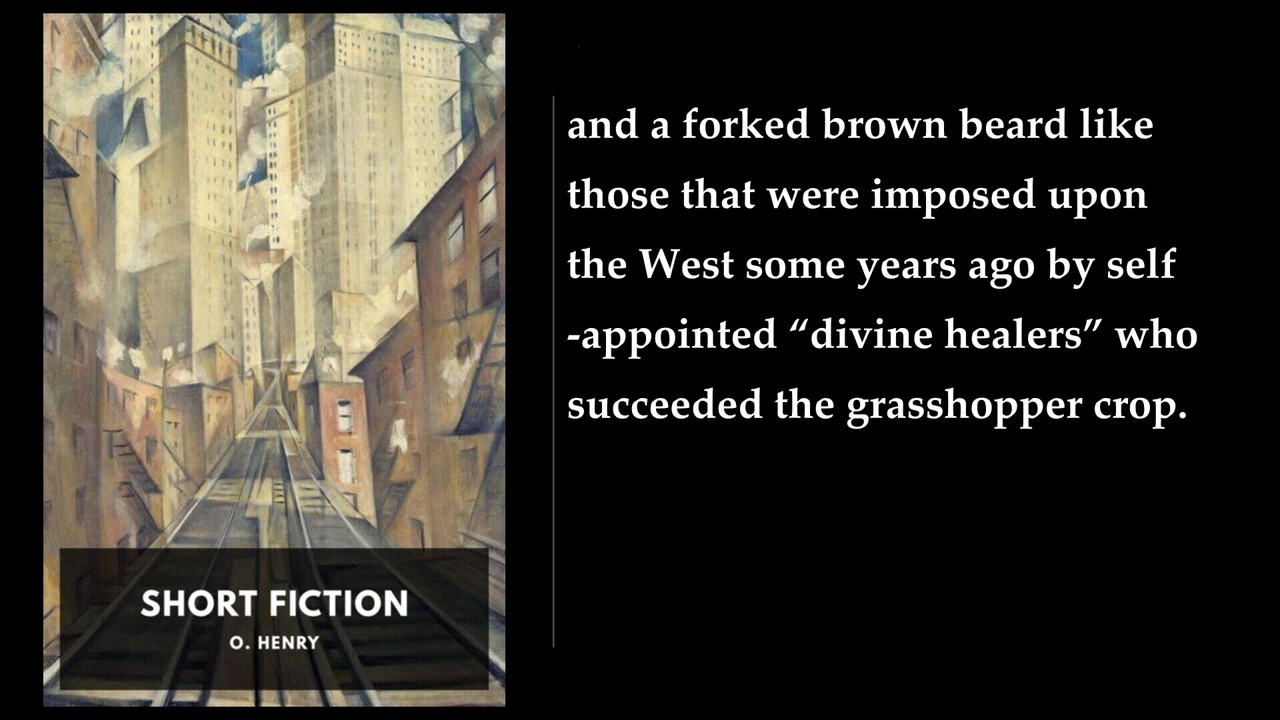 SHORT FICTION
O. HENRY
and a forked brown beard like
those that were imposed upon
the West some years ago by self
-appointed “divine healers” who
succeeded the grasshopper crop.